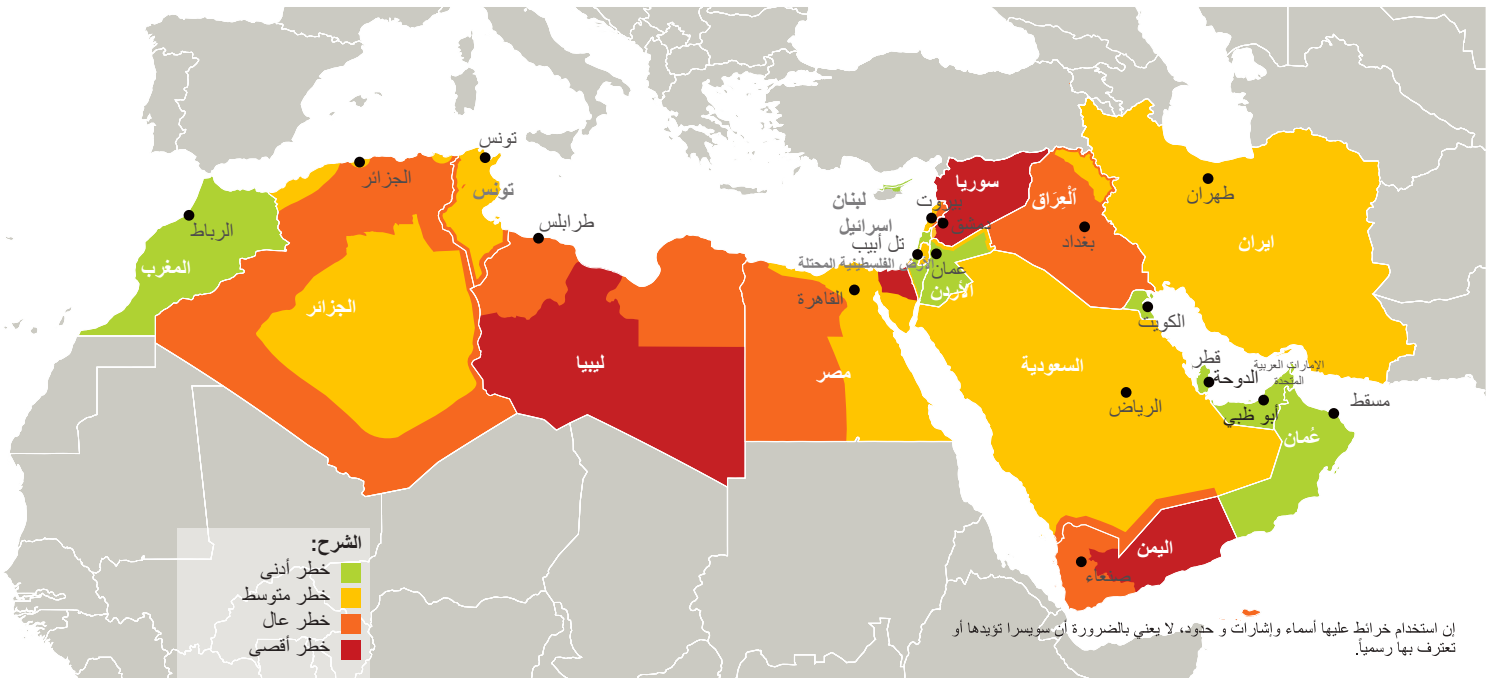 تونس
الجزائر
تونس
الرباط
المغرب
طرابلس
الجزائر
ليبيا
لبنان
بيروت
سوريا
دمشق
اسرائيل
تل أبيب
الأرض الفلسطينية المحتلة
عمان
الأردن
القاهرة
مصر
اَلْعِرَاق
بغداد
طهران
ايران
الكويت
السعودية
الرياض
قطر
الدوحة
الإمارات العربية
المتحدة
أبو ظبي
مسقط
عُمان
اليمن
صنعاء
الشرح:
خطر أدنى
خطر متوسط
خطر عال
خطر أقصى
إن استخدام خرائط عليها أسماء وإشارات و حدود، لا يعني بالضرورة أن سويسرا تؤيدها أو
تعترف بها رسمياً.